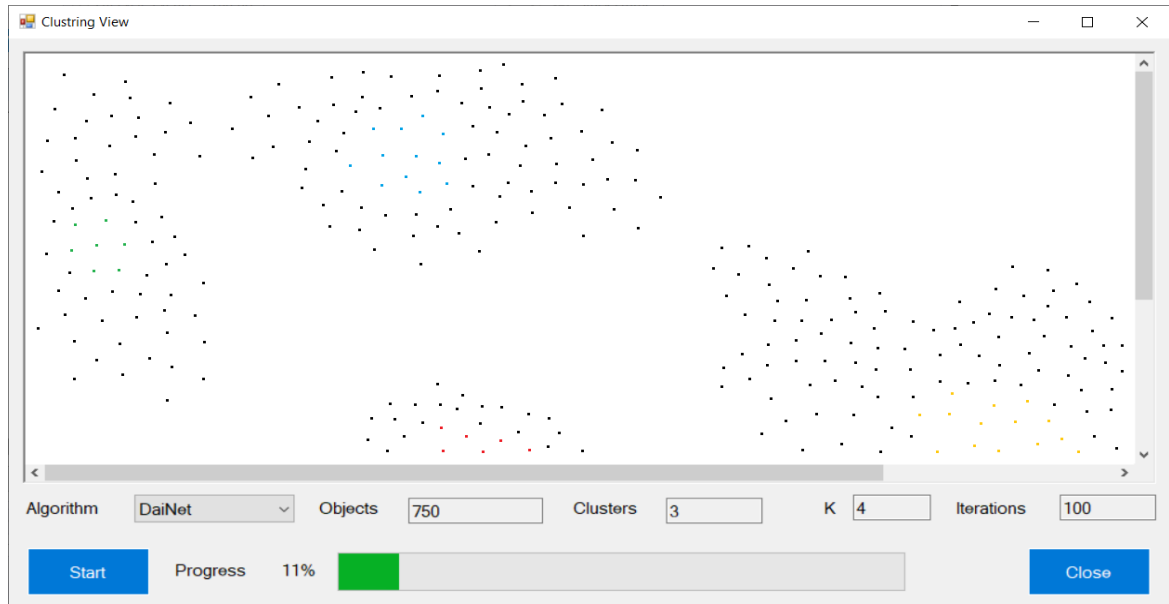 Clustring View
Algorithm DaiNet Objects 750 Clusters 3 K 4 Iterations 100
Start Progress 11% Close